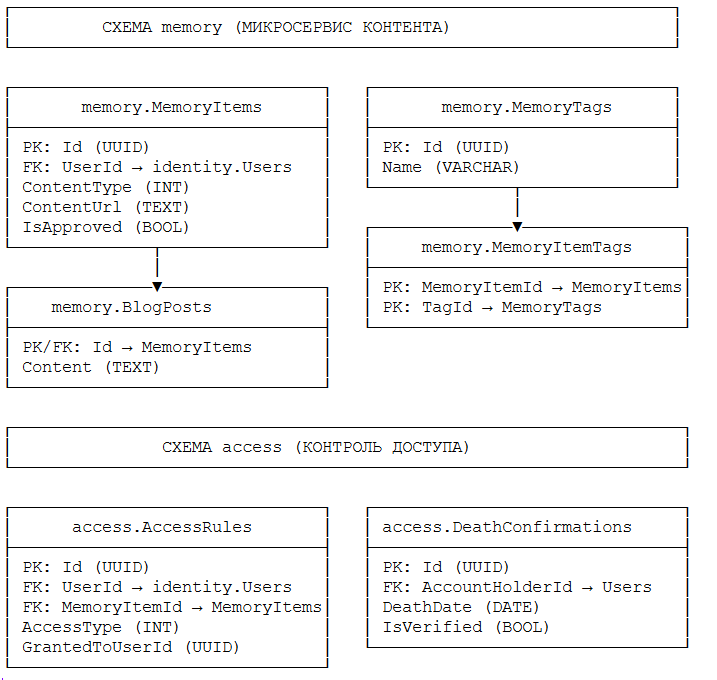 СХЕМА memory (МИКРОСЕРВИС КОНТЕНТА)
memory.MemoryItems
PK: Id (UUID)
FK: UserId → identity.Users
ContentType (INT)
ContentUrl (TEXT)
IsApproved (BOOL)
memory.MemoryTags
PK: Id (UUID)
Name (VARCHAR)
memory.BlogPosts
PK/FK: Id → MemoryItems
Content (TEXT)
memory.MemoryItemTags
PK: MemoryItemId → MemoryItems
PK: TagId → MemoryTags
СХЕМА access (КОНТРОЛЬ ДОСТУПА)
access.AccessRules
PK: Id (UUID)
FK: UserId → identity.Users
FK: MemoryItemId → MemoryItems
AccessType (INT)
GrantedToUserId (UUID)
access.DeathConfirmations
PK: Id (UUID)
FK: AccountHolderId → Users
DeathDate (DATE)
IsVerified (BOOL)